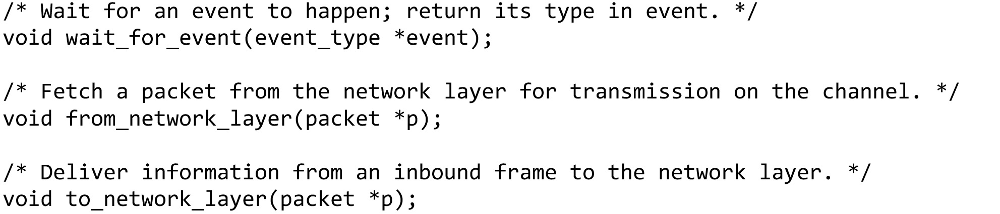 /* Wait for an event to happen; return its type in event. */
void wait_for_event(event_type *event);
/* Fetch a packet from the network layer for transmission on the channel. */
void from_network_layer(packet *p);
/* Deliver information from an inbound frame to the network layer. */
void to_network_layer(packet *p);